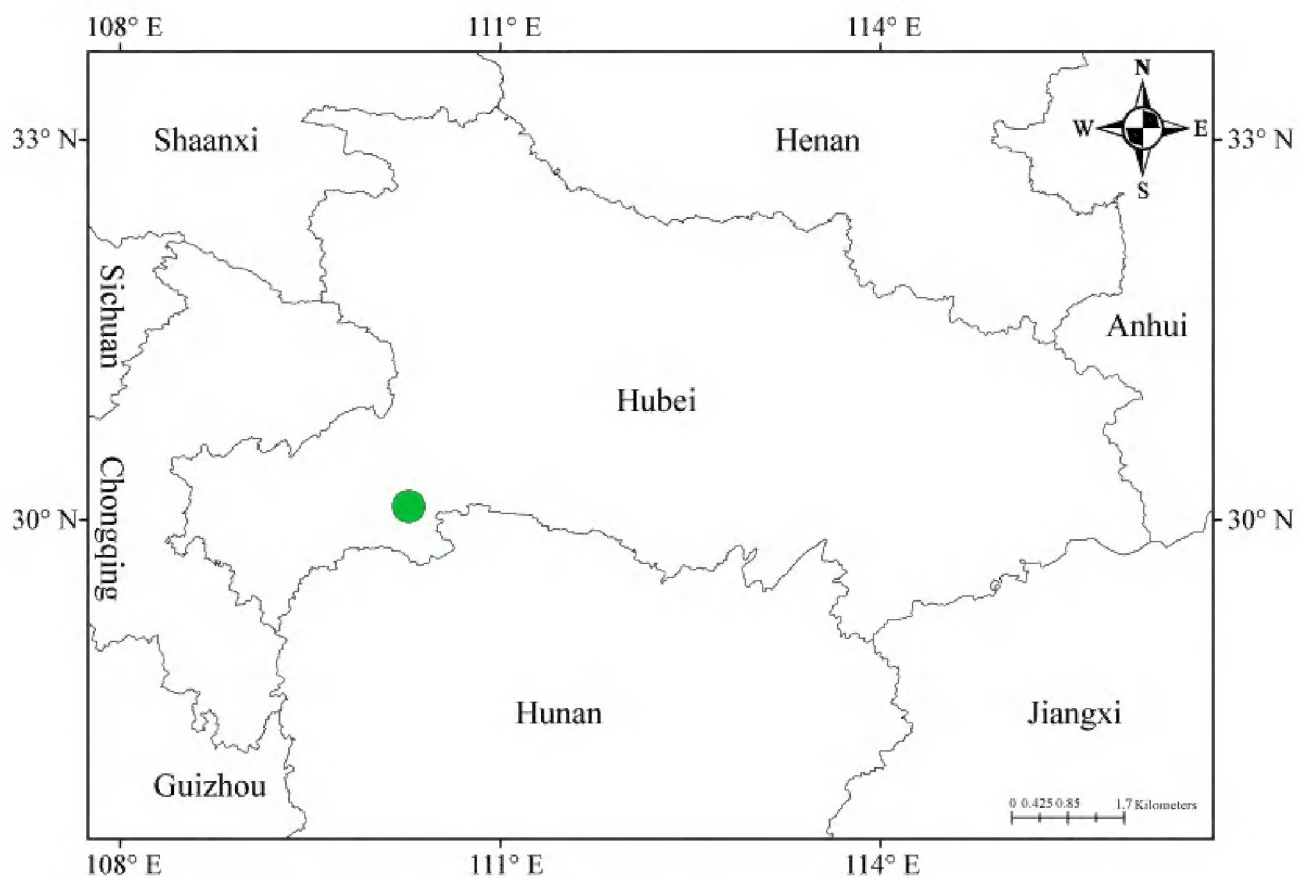 108° E 111° E 114° E
N
W E
S
33° N 33° N
Shaanxi Henan
Sichuan
Anhui
Hubei
Chongqing
30° N 30° N
Hunan Jiangxi
Guizhou
0 0.425 0.85 1.7 Kilometers
108° E 111° E 114° E